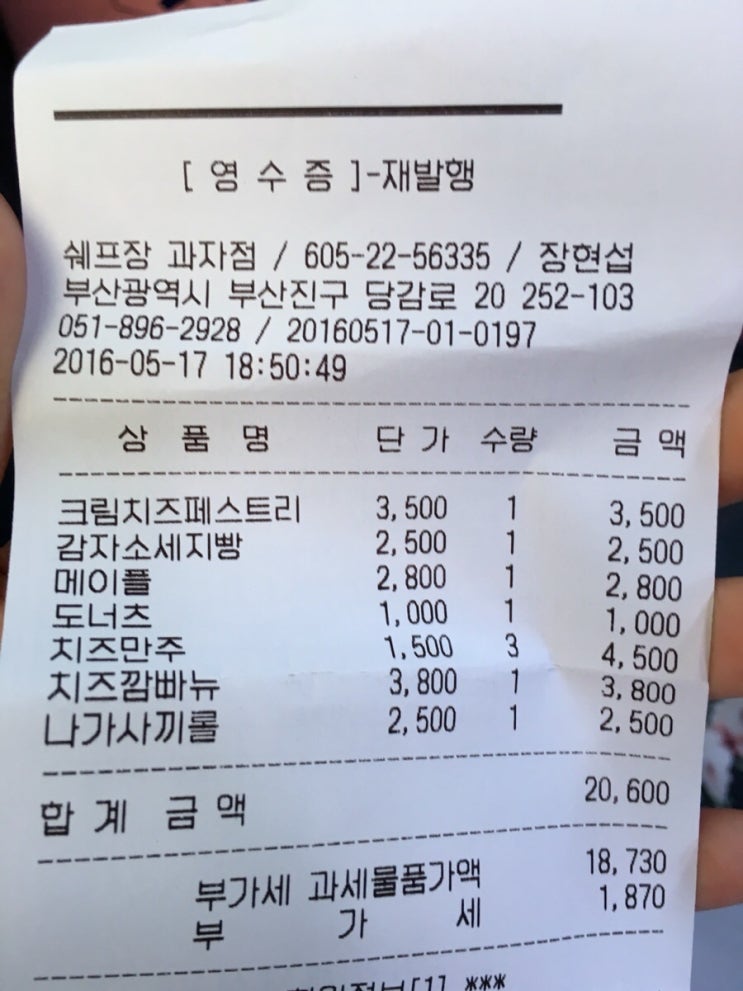 [ 영 수 증 ]-재발행
쉐프장 과자점 / 605-22-56335 / 장현섭
부산광역시 부산진구 당감로 20 252-103
051-896-2928 / 20160517-01-0197
2016-05-17 18:50:49
상 품 명 단 가 수량 금 액
크림치즈페스트리 3,500 1 3,500
감자소세지빵 2,500 1 2,500
메이플 2,800 1 2,800
도너츠 1,000 1 1,000
치즈만주 1,500 3 4,500
치즈깜빠뉴 3,800 1 3,800
나가사끼롤 2,500 1 2,500
합 계 금 액 20,600
부가세 과세물품가액 18,730
부 가 세 1,870
[1] ***